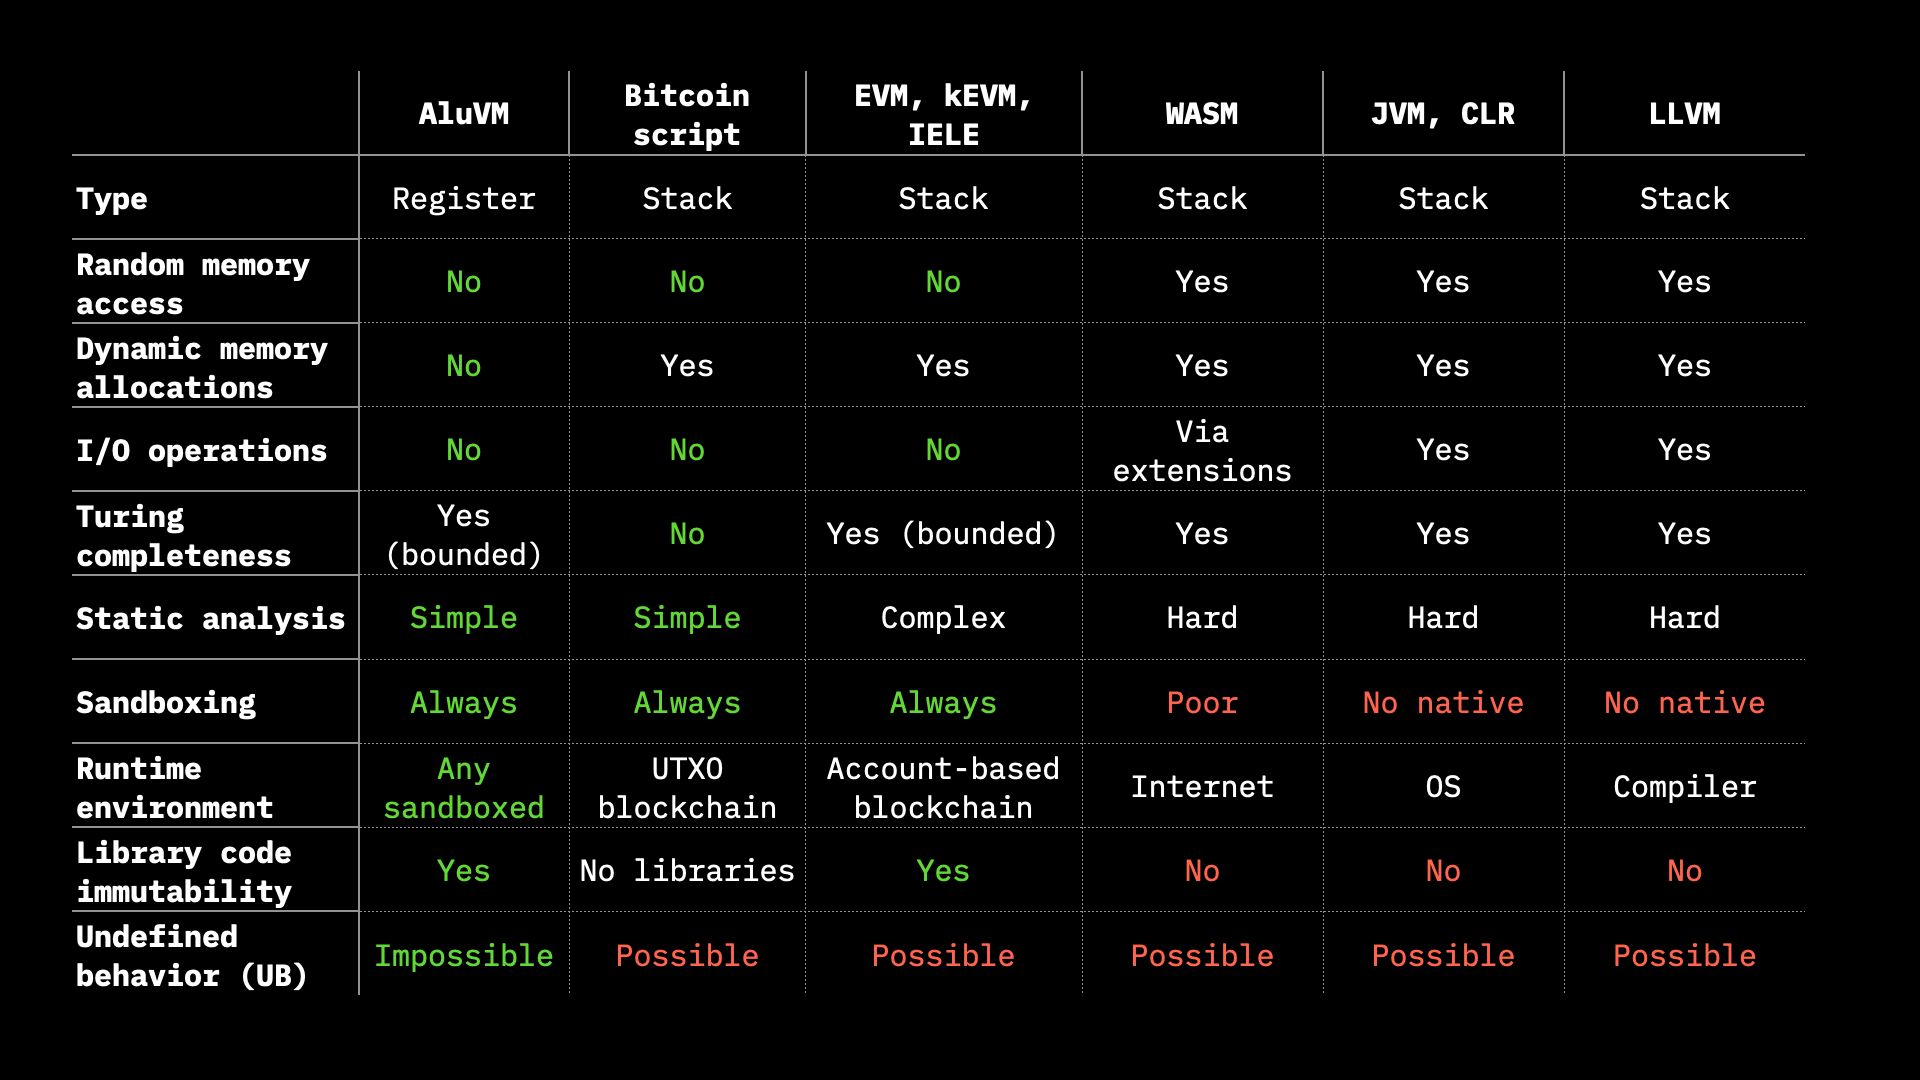 AluVM
Bitcoin
script
EVM, kEVM,
IELE
WASM
JVM, CLR
LLVM
Type
Register
Stack
Stack
Stack
Stack
Stack
Random memory
access
No
No
No
Yes
Yes
Yes
Dynamic memory
allocations
No
Yes
Yes
Yes
Yes
Yes
I/O operations
No
No
No
Via
extensions
Yes
Yes
Turing
completeness
Yes
(bounded)
No
Yes (bounded)
Yes
Yes
Yes
Static analysis
Simple
Simple
Complex
Hard
Hard
Hard
Sandboxing
Always
Always
Always
Poor
No native
No native
Runtime
environment
Any
sandboxed
UTXO
blockchain
Account-based
blockchain
Internet
OS
Compiler
Library code
immutability
Yes
No libraries
Yes
No
No
No
Undefined
behavior (UB)
Impossible
Possible
Possible
Possible
Possible
Possible